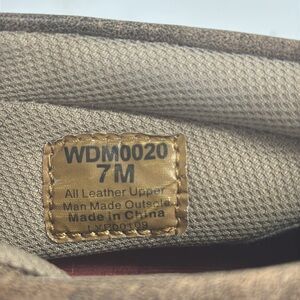 WDM0020
7M
All Leather Upper
Man Made Outsole
Made in China